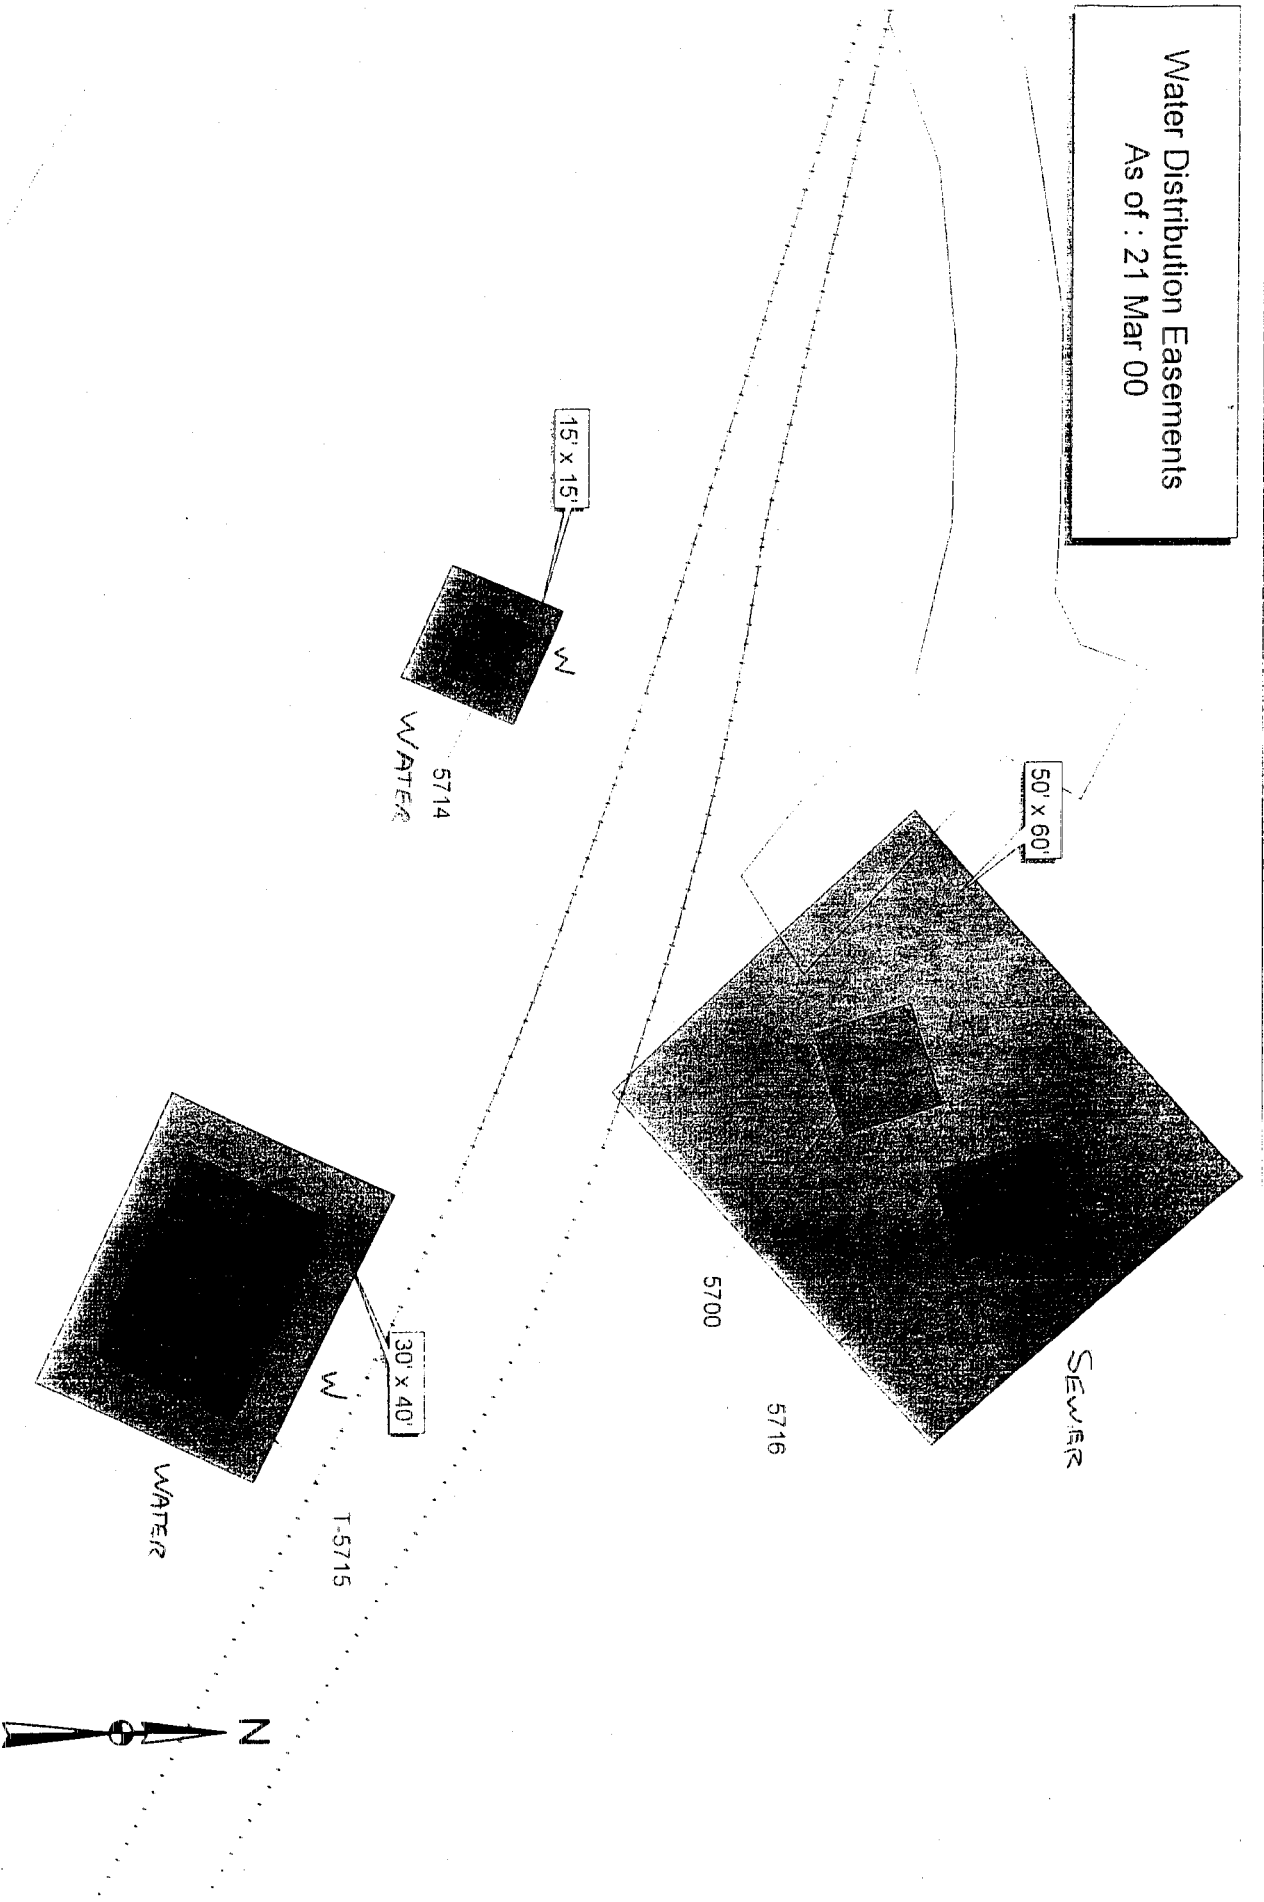 Water Distribution Easements
As of : 21 Mar 00
50' x 60'
SEWER
5716
5700
15' x 15'
W
5714
WATER
30' x 40'
W
T-5715
WATER
N